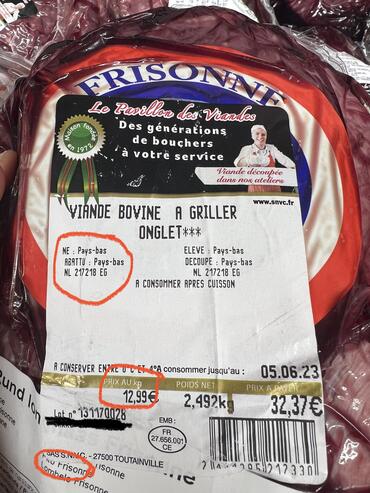 FRISONNE
Le Pavillon des Viandes
Maison fondée
en 1972
Des générations
de bouchers
à votre service
Viande découpée
dans nos ateliers
www.snvc.fr
VIANDE BOVINE A GRILLER
ONGLET***
NE : Pays-bas
ELEVE : Pays-bas
ABATTU : Pays-bas
DECOUPE : Pays-bas
NL 217218 EG
NL 217218 EG
A CONSOMMER APRES CUISSON
A CONSERVER ENTRE 0°C ET 4°
consommer jusqu'au :
05.06.23
PRIX AU kg
POIDS NET
PRIX A PAYER
12,99€
2,492kg
32,37€
Lot n° 131170028
EMB :
FR
27.656.001
CE
SAS S.N.V.C. - 27500 TOUTAINVILLE
Frisonne
Frisonne
Frisonne